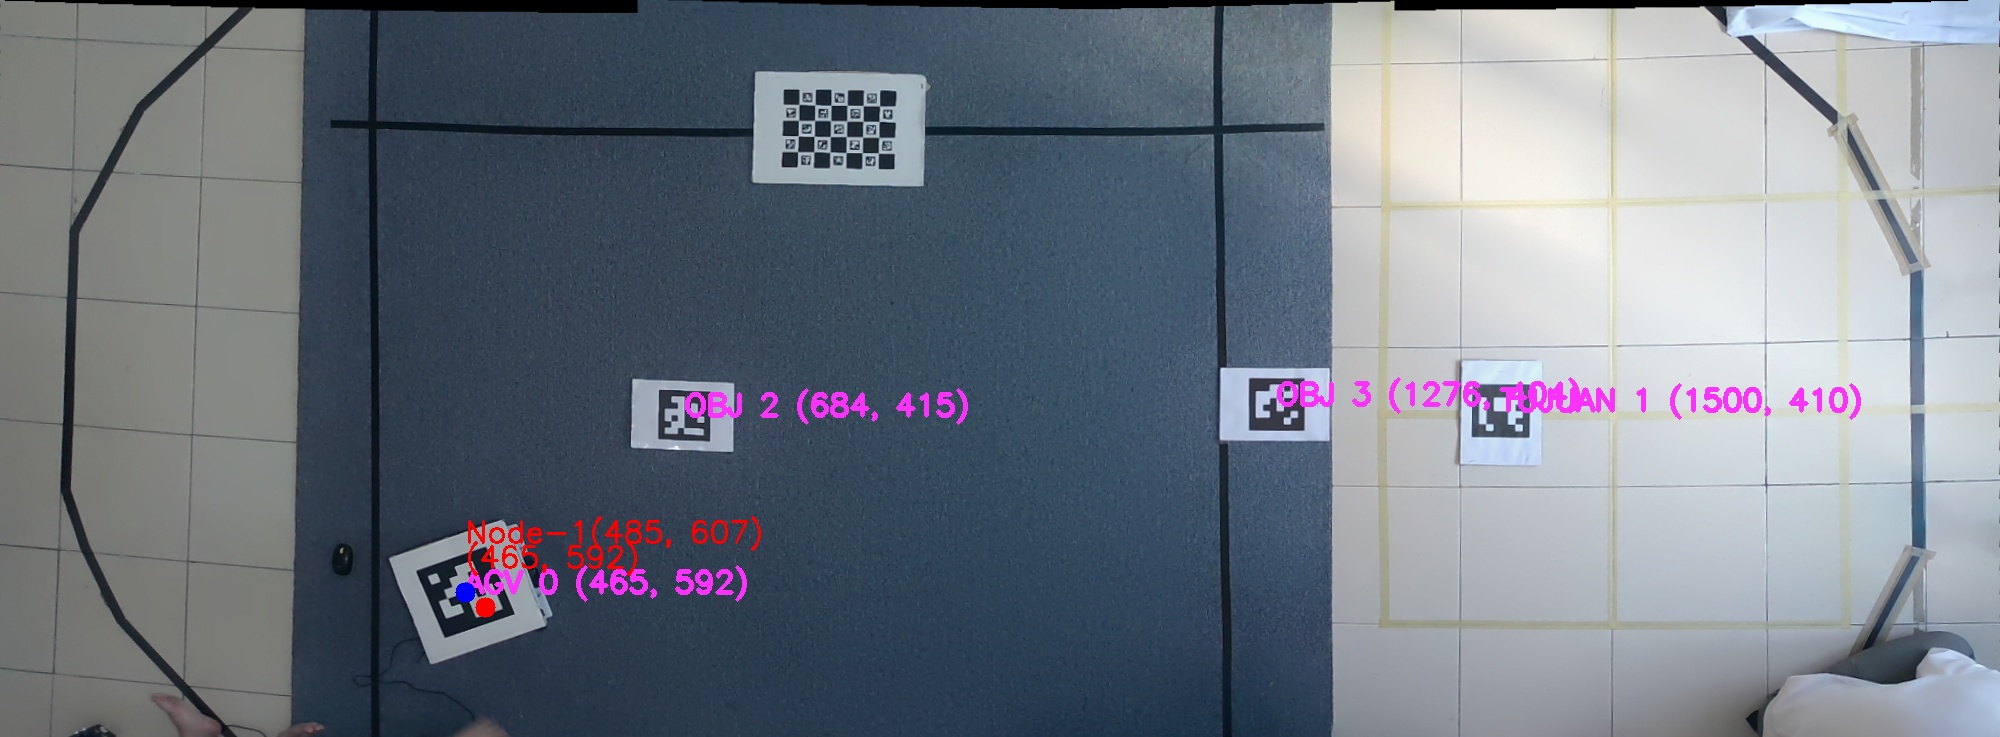 OBJ 2 (684, 415)
OBJ 3 (1276, 404)
TUJUAN 1 (1500, 410)
Node-1(485, 607)
(465, 592)
AGV 0 (465, 592)